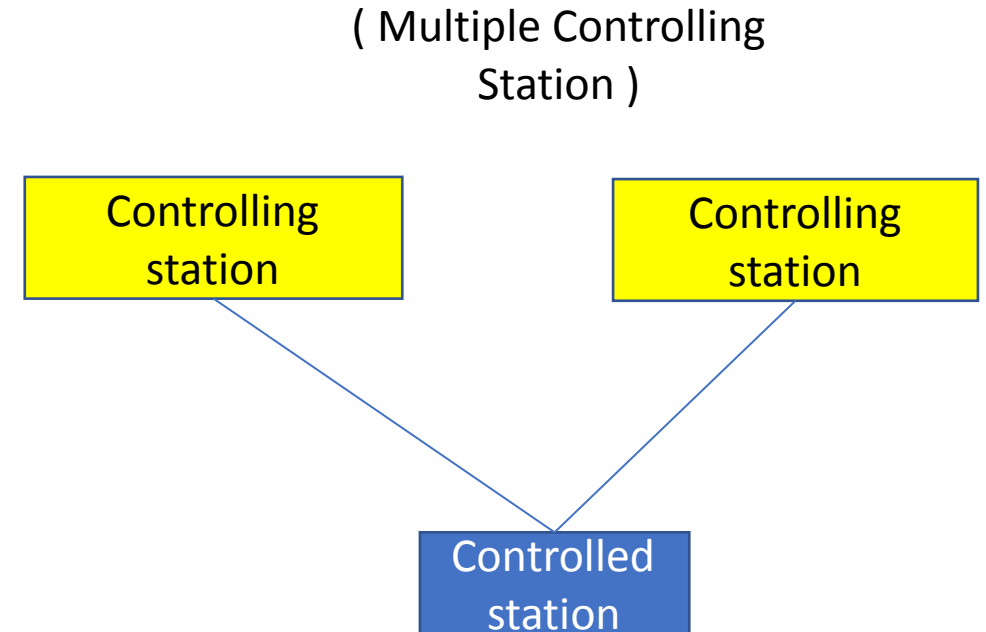 ( Multiple Controlling
Station )
Controlling
station
Controlling
station
Controlled
station